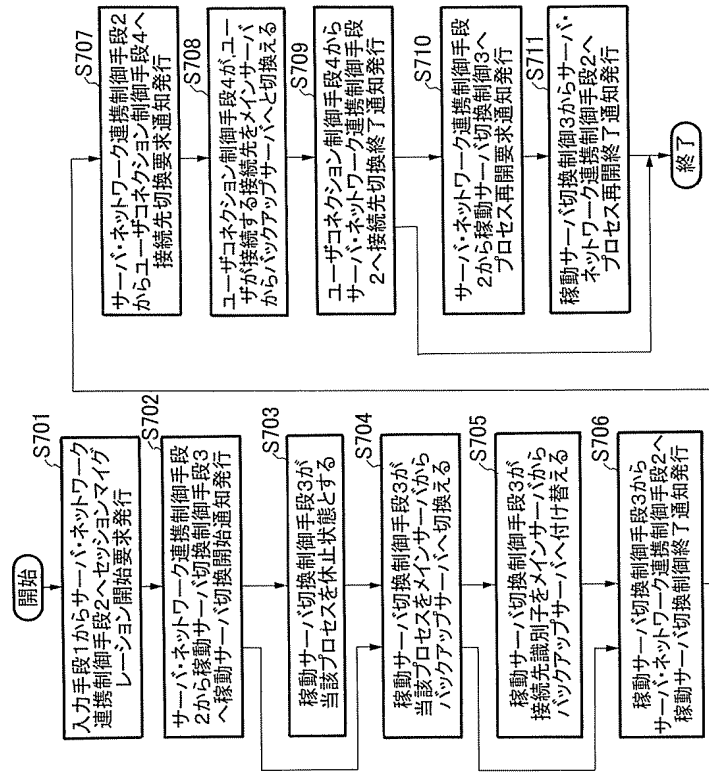 開始
S701
入力手段1からサーバ・ネットワーク
連携制御手段2へセッションマイグ
レーション開始要求発行
S702
サーバ・ネットワーク連携制御手段
2から稼動サーバ切換制御手段3
へ稼動サーバ切換開始通知発行
S703
稼動サーバ切換制御手段3が
当該プロセスを休止状態とする
S704
稼動サーバ切換制御手段3が
当該プロセスをメインサーバから
バックアップサーバへ切換える
S705
稼動サーバ切換制御手段3が
接続先識別子をメインサーバから
バックアップサーバへ付け替える
S706
稼動サーバ切換制御手段3から
サーバ・ネットワーク連携制御手段2へ
稼動サーバ切換制御終了通知発行
S707
サーバ・ネットワーク連携制御手段2
からユーザコネクション制御手段4へ
接続先切換要求通知発行
S708
ユーザコネクション制御手段4が、ユー
ザが接続する接続先をメインサーバ
からバックアップサーバへと切換える
S709
ユーザコネクション制御手段4から
サーバ・ネットワーク連携制御手段
2へ接続先切換終了通知発行
S710
サーバ・ネットワーク連携制御手段
2から稼動サーバ切換制御3へ
プロセス再開要求通知発行
S711
稼動サーバ切換制御3からサーバ・
ネットワーク連携制御手段2へ
プロセス再開終了通知発行
終了